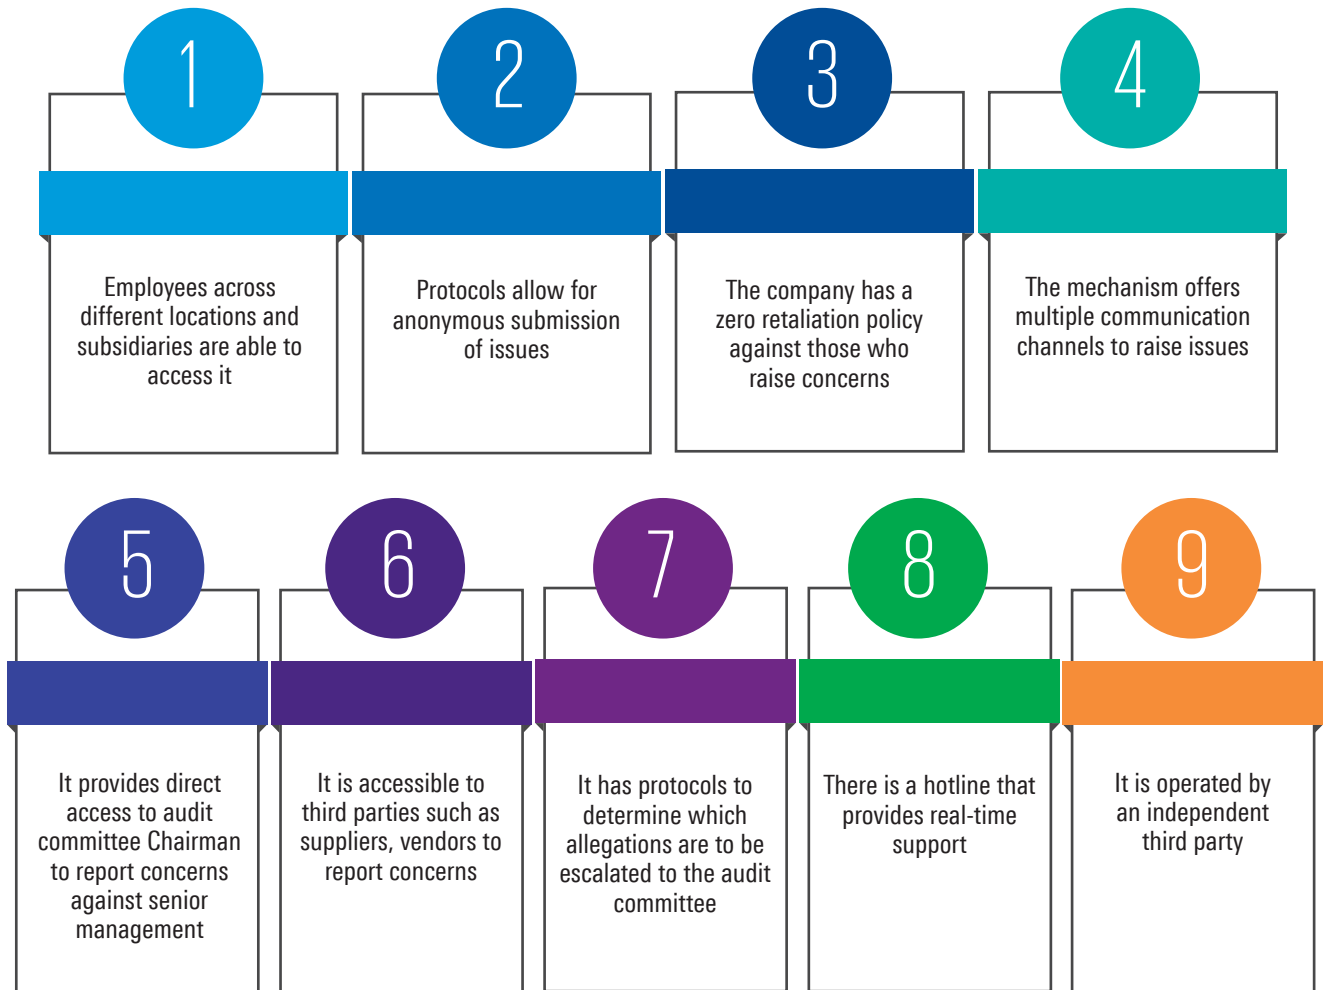 1
Employees across
different locations and
subsidiaries are able to
access it
2
Protocols allow for
anonymous submission
of issues
3
The company has a
zero retaliation policy
against those who
raise concerns
4
The mechanism offers
multiple communication
channels to raise issues
5
It provides direct
access to audit
committee Chairman
to report concerns
against senior
management
6
It is accessible to
third parties such as
suppliers, vendors to
report concerns
7
It has protocols to
determine which
allegations are to be
escalated to the audit
committee
8
There is a hotline that
provides real-time
support
9
It is operated by
an independent
third party